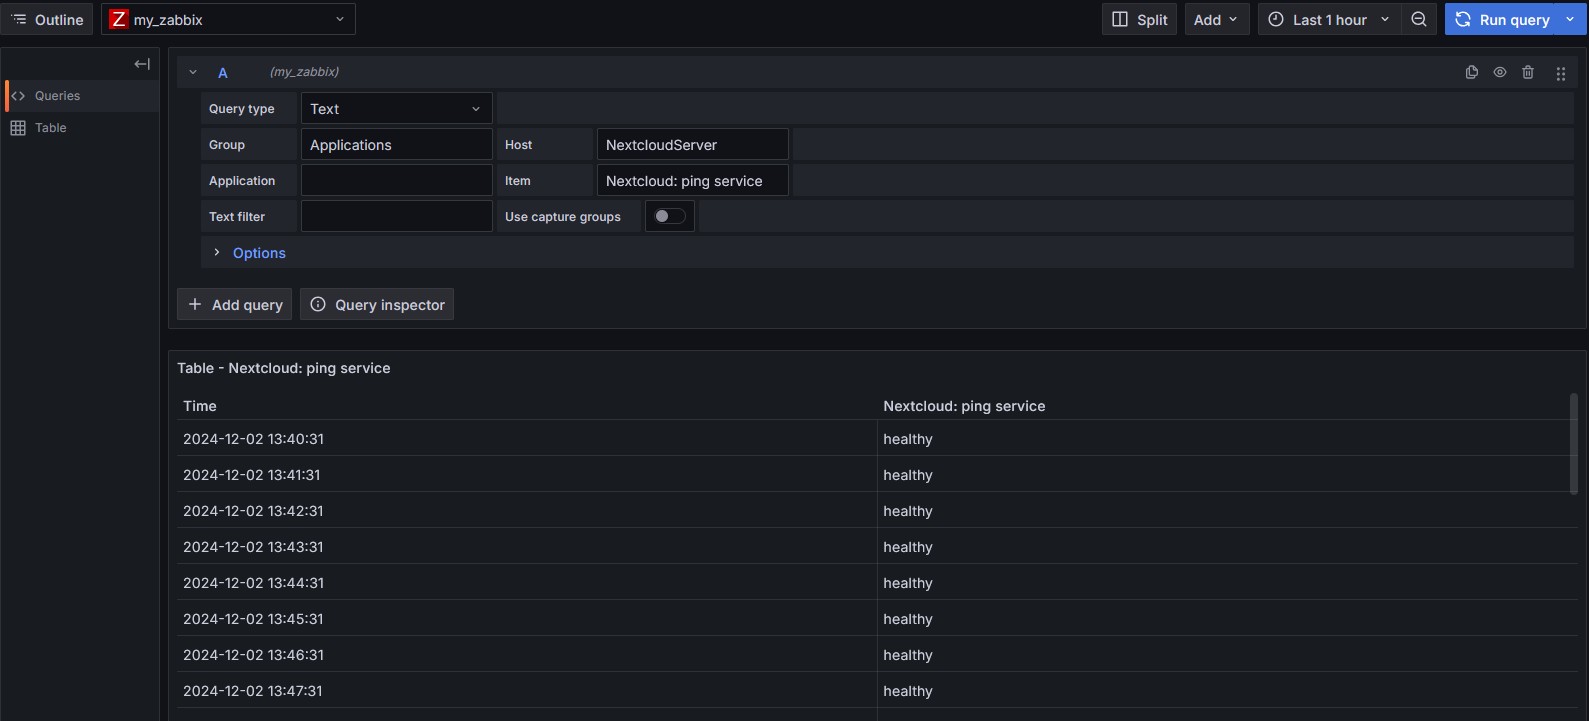 Outline
Z my_zabbix
Split
Add
Last 1 hour
Run query
Queries
Table
A (my_zabbix)
Query type Text
Group Applications Host NextcloudServer
Application Item Nextcloud: ping service
Text filter Use capture groups
Options
+ Add query Query inspector
Table - Nextcloud: ping service
Time Nextcloud: ping service
2024-12-02 13:40:31 healthy
2024-12-02 13:41:31 healthy
2024-12-02 13:42:31 healthy
2024-12-02 13:43:31 healthy
2024-12-02 13:44:31 healthy
2024-12-02 13:45:31 healthy
2024-12-02 13:46:31 healthy
2024-12-02 13:47:31 healthy